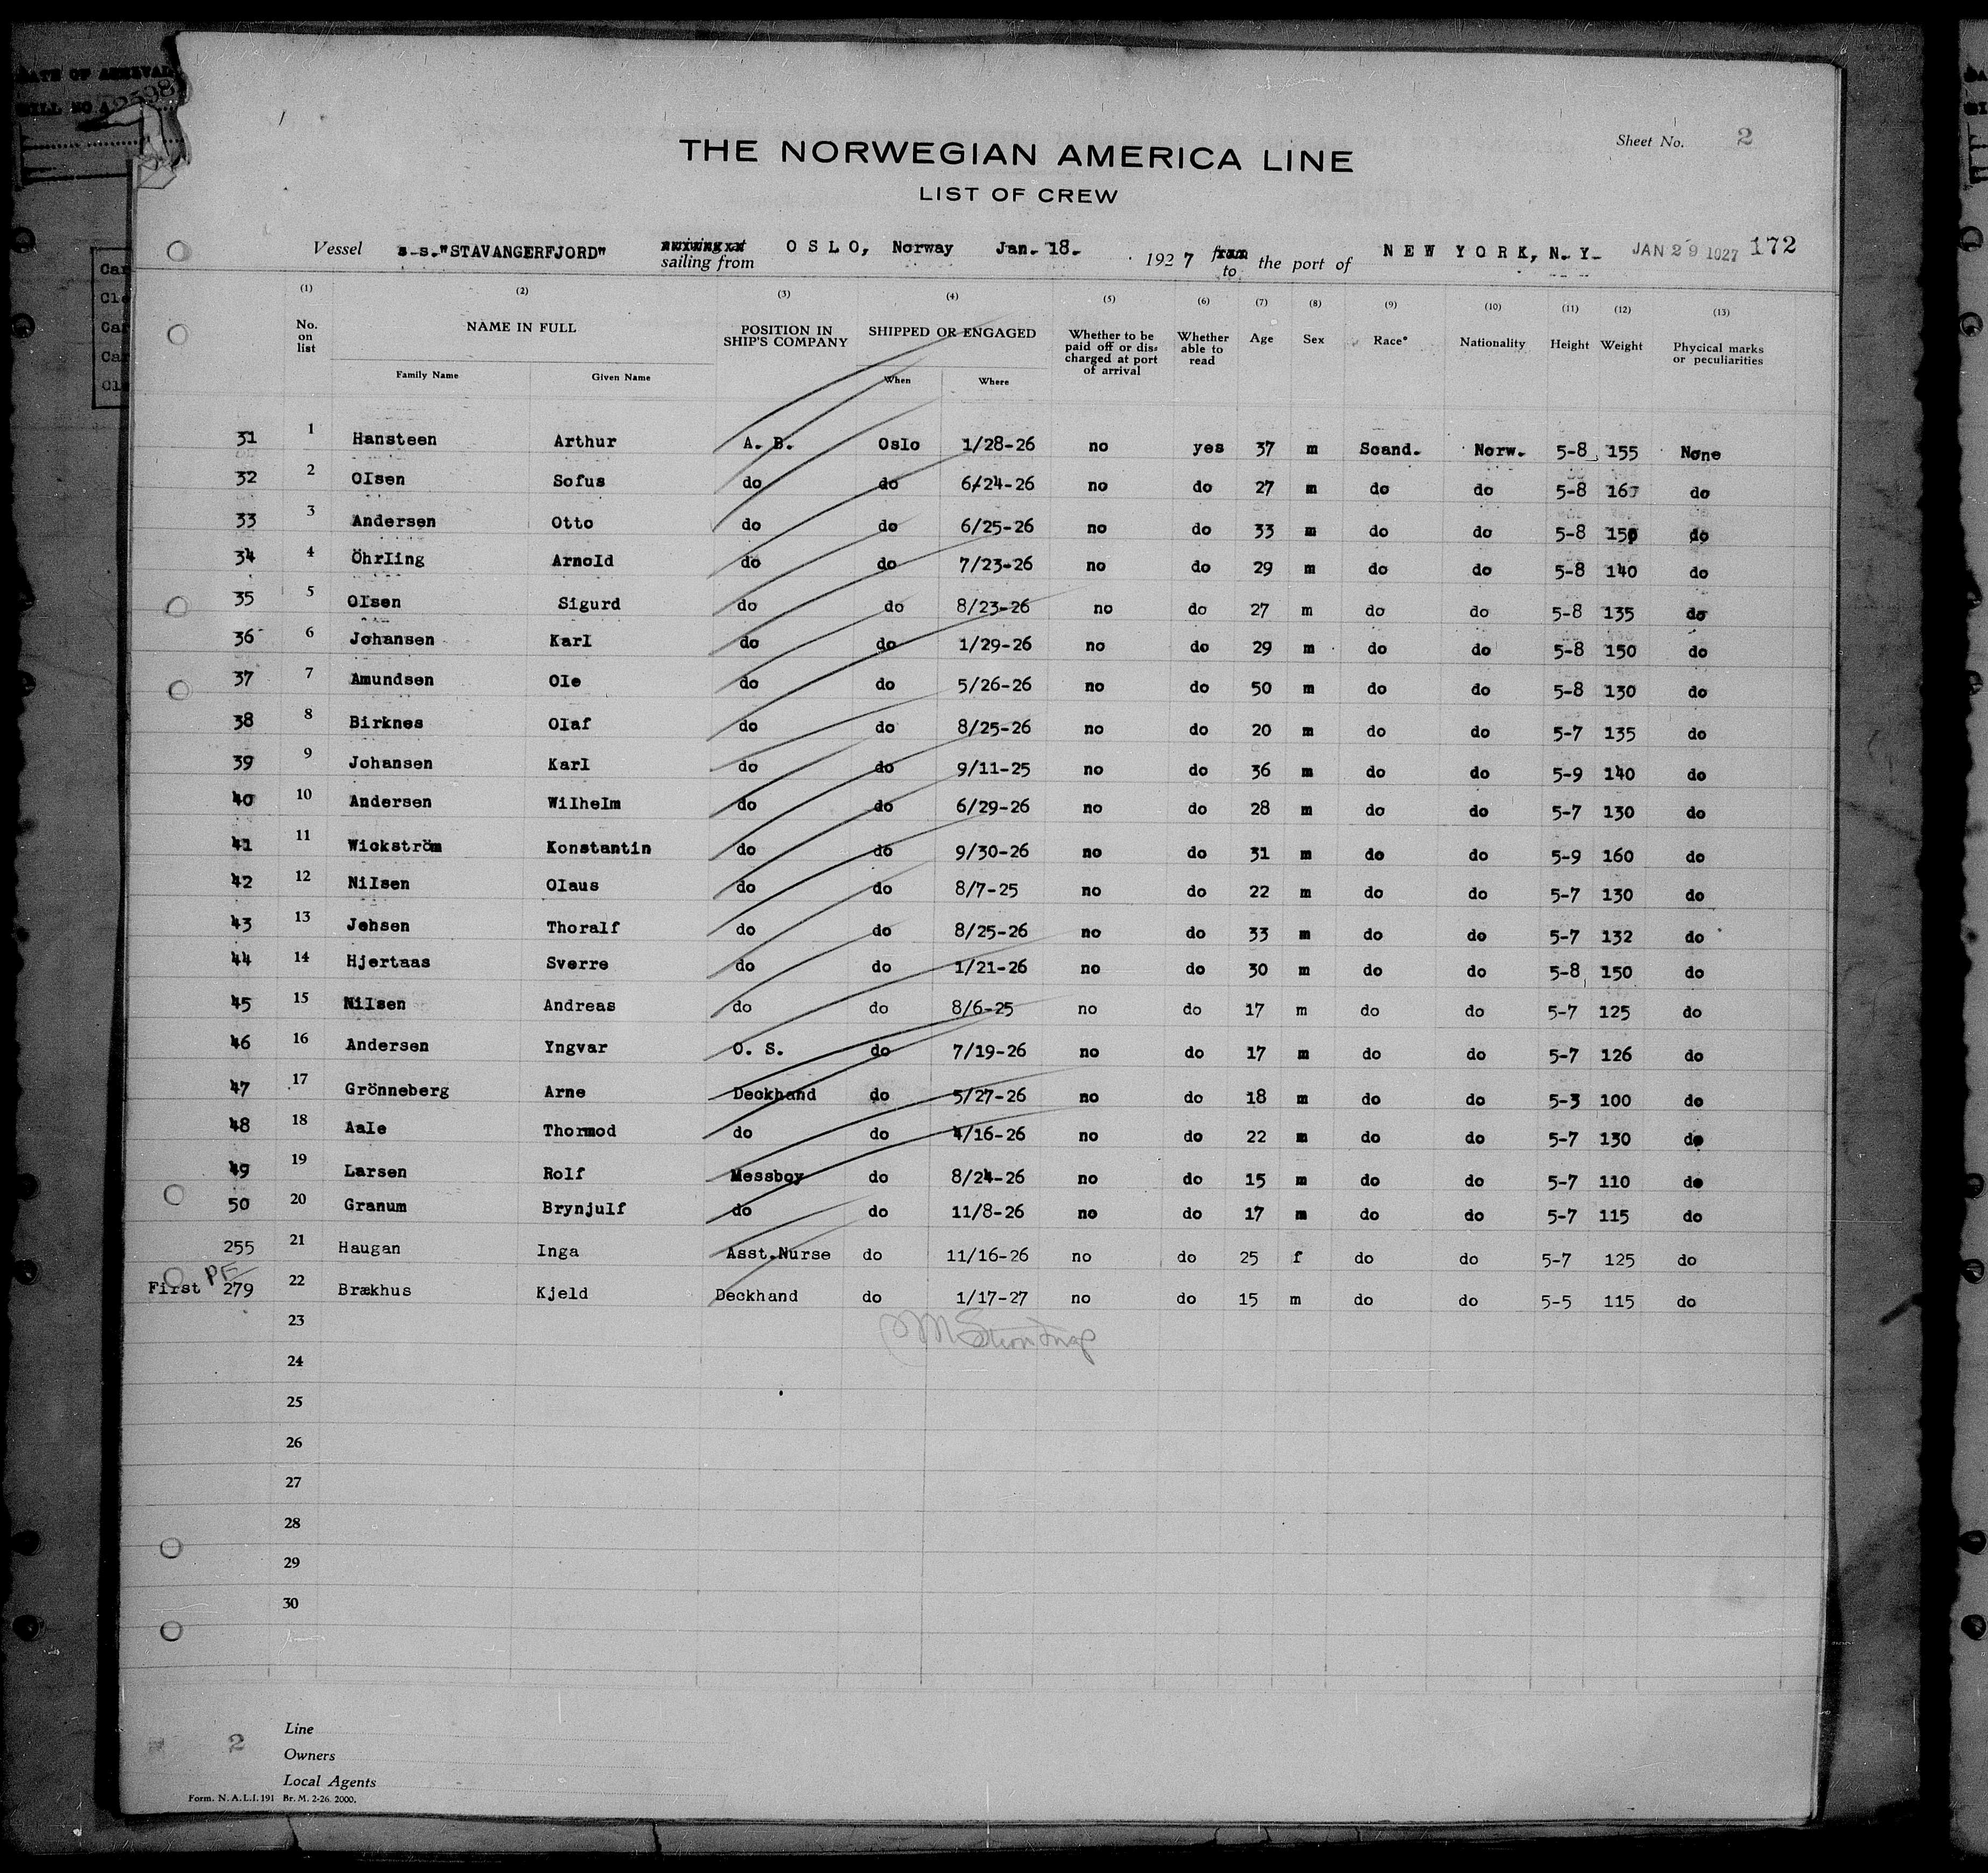 DATE OF ARRIVAL
BILL NO. A2598
Sheet No. 2
THE NORWEGIAN AMERICA LINE
LIST OF CREW
Vessel s-s."STAVANGERFJORD" sailing from OSLO, Norway Jan. 18. 1927 from to the port of NEW YORK, N. Y. JAN 29 1927 172
(1) (2) (3) (4) (5) (6) (7) (8) (9) (10) (11) (12) (13)
No. on list NAME IN FULL POSITION IN SHIP'S COMPANY SHIPPED OR ENGAGED Whether to be paid off or discharged at port of arrival Whether able to read Age Sex Race* Nationality Height Weight Phycical marks or peculiarities
Family Name Given Name When Where
31 1 Hansteen Arthur A. B. Oslo 1/28-26 no yes 37 m Scand. Norw. 5-8 155 None
32 2 Olsen Sofus do do 6/24-26 no do 27 m do do 5-8 167 do
33 3 Andersen Otto do do 6/25-26 no do 33 m do do 5-8 150 do
34 4 Öhrling Arnold do do 7/23-26 no do 29 m do do 5-8 140 do
35 5 Olsen Sigurd do do 8/23-26 no do 27 m do do 5-8 135 do
36 6 Johansen Karl do do 1/29-26 no do 29 m do do 5-8 150 do
37 7 Amundsen Ole do do 5/26-26 no do 50 m do do 5-8 130 do
38 8 Birknes Olaf do do 8/25-26 no do 20 m do do 5-7 135 do
39 9 Johansen Karl do do 9/11-25 no do 36 m do do 5-9 140 do
40 10 Andersen Wilhelm do do 6/29-26 no do 28 m do do 5-7 130 do
41 11 Wickström Konstantin do do 9/30-26 no do 31 m do do 5-9 160 do
42 12 Nilsen Olaus do do 8/7-25 no do 22 m do do 5-7 130 do
43 13 Jensen Thoralf do do 8/25-26 no do 33 m do do 5-7 132 do
44 14 Hjertaas Sverre do do 1/21-26 no do 30 m do do 5-8 150 do
45 15 Nilsen Andreas do do 8/6-25 no do 17 m do do 5-7 125 do
46 16 Andersen Yngvar O. S. do 7/19-26 no do 17 m do do 5-7 126 do
47 17 Grönneberg Arne Deckhand do 5/27-26 no do 18 m do do 5-3 100 do
48 18 Aale Thormod do do 4/16-26 no do 22 m do do 5-7 130 do
49 19 Larsen Rolf Messboy do 8/24-26 no do 15 m do do 5-7 110 do
50 20 Granum Brynjulf do do 11/8-26 no do 17 m do do 5-7 115 do
255 21 Haugan Inga Asst.Nurse do 11/16-26 no do 25 f do do 5-7 125 do
PF
First 279 22 Brækhus Kjeld Deckhand do 1/17-27 no do 15 m do do 5-5 115 do
23
24
25
26
27
28
29
30
2
Line
Owners
Local Agents
Form. N. A. L. I. 191 Br. M. 2-26. 2000.